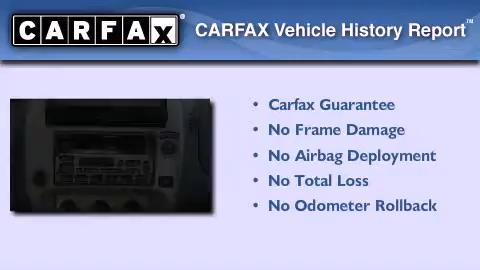 CARFAX® CARFAX Vehicle History Report™
• Carfax Guarantee
• No Frame Damage
• No Airbag Deployment
• No Total Loss
• No Odometer Rollback